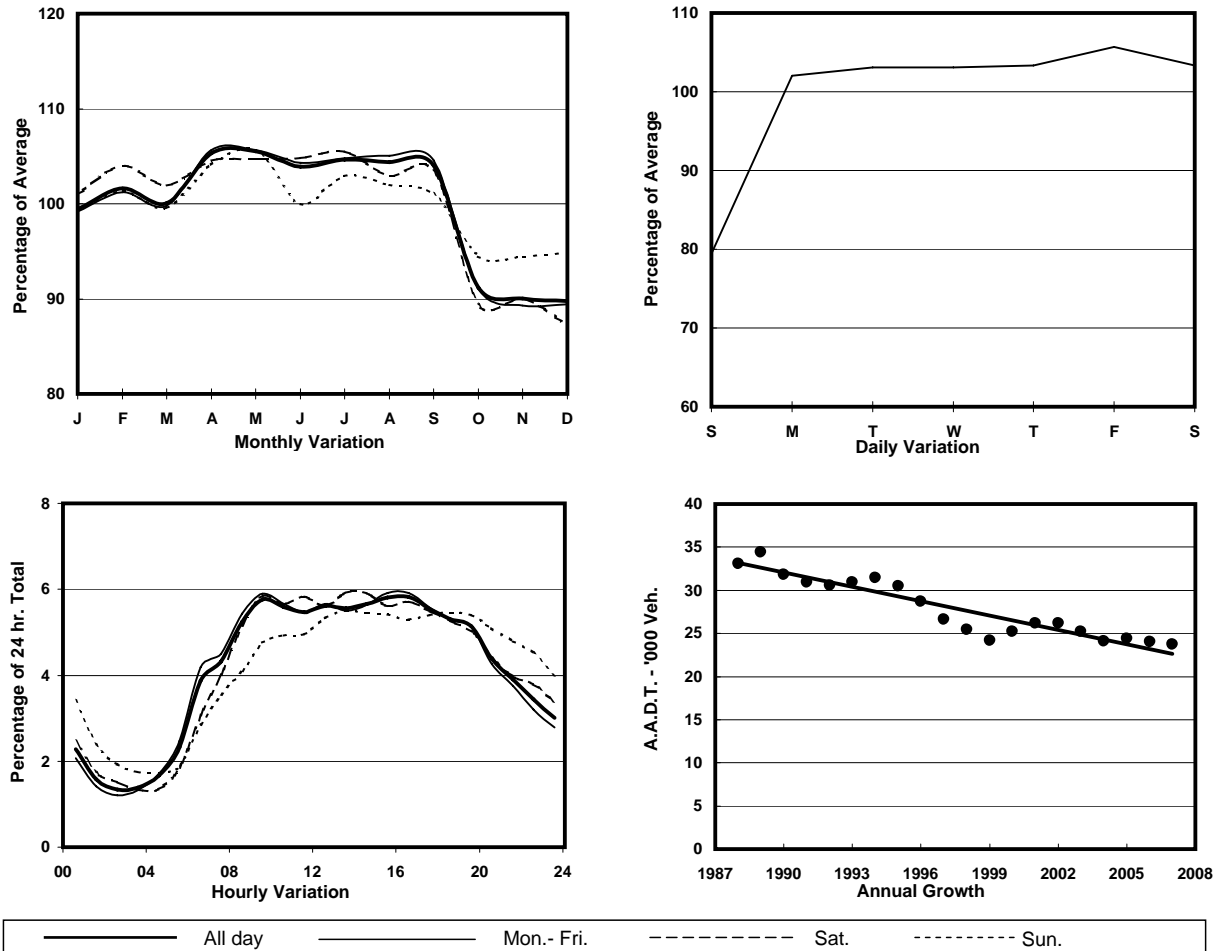 120
110
100
90
80
Percentage of Average
J F M A M J J A S O N D
Monthly Variation
110
100
90
80
70
60
Percentage of Average
S M T W T F S
Daily Variation
8
6
4
2
0
Percentage of 24 hr. Total
00 04 08 12 16 20 24
Hourly Variation
40
35
30
25
20
15
10
5
0
A.A.D.T. - '000 Veh.
1987 1990 1993 1996 1999 2002 2005 2008
Annual Growth
All day Mon.- Fri. Sat. Sun.